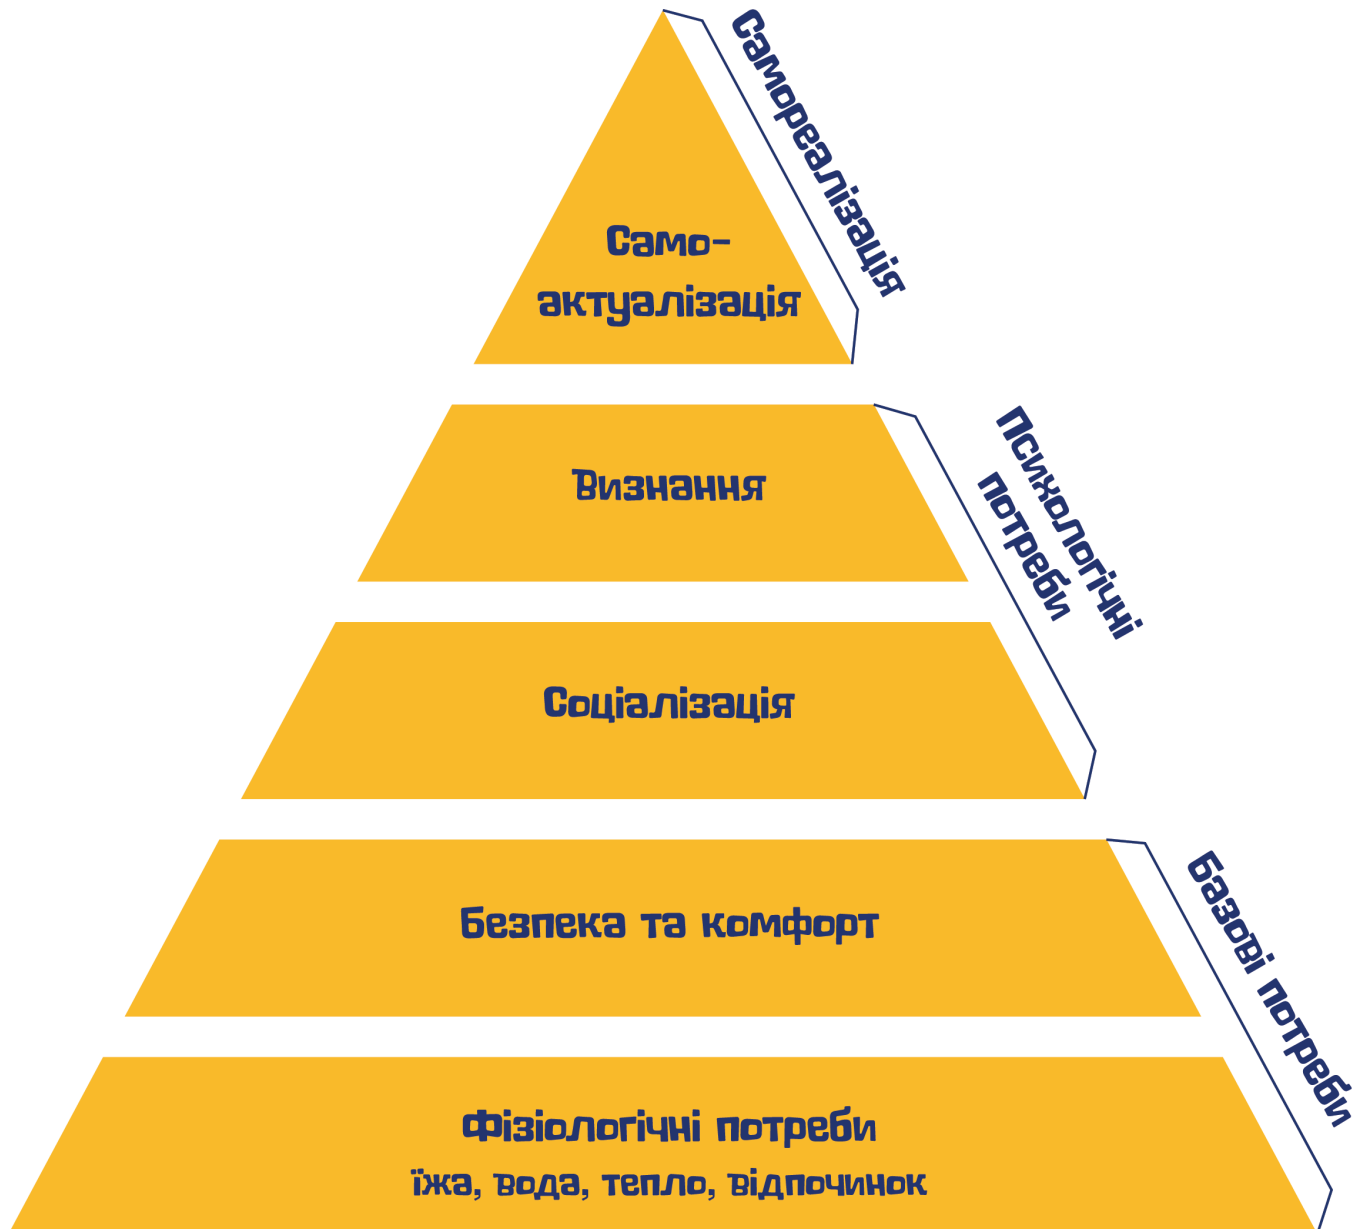 Самореалізація
Само-
актуалізація
Психологічні
потреби
Визнання
Соціалізація
Базові потреби
Безпека та комфорт
Фізіологічні потреби
їжа, вода, тепло, відпочинок